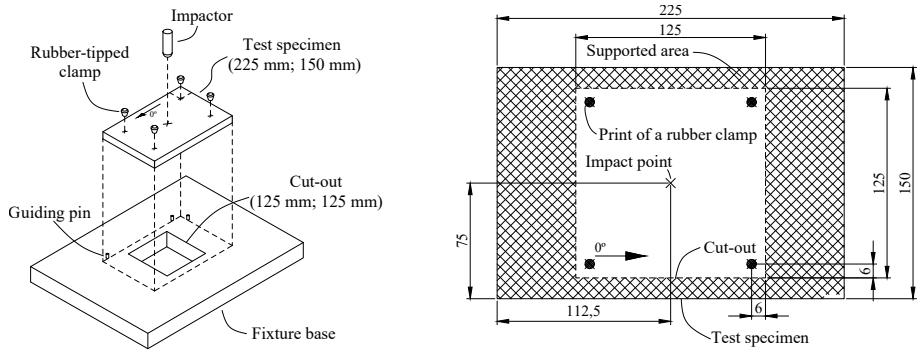 Impactor
Rubber-tipped
clamp
Test specimen
(225 mm; 150 mm)
0º
Cut-out
(125 mm; 125 mm)
Guiding pin
Fixture base
225
125
Supported area
Print of a rubber clamp
Impact point
75
125
150
0º
Cut-out
6
6
112,5
Test specimen